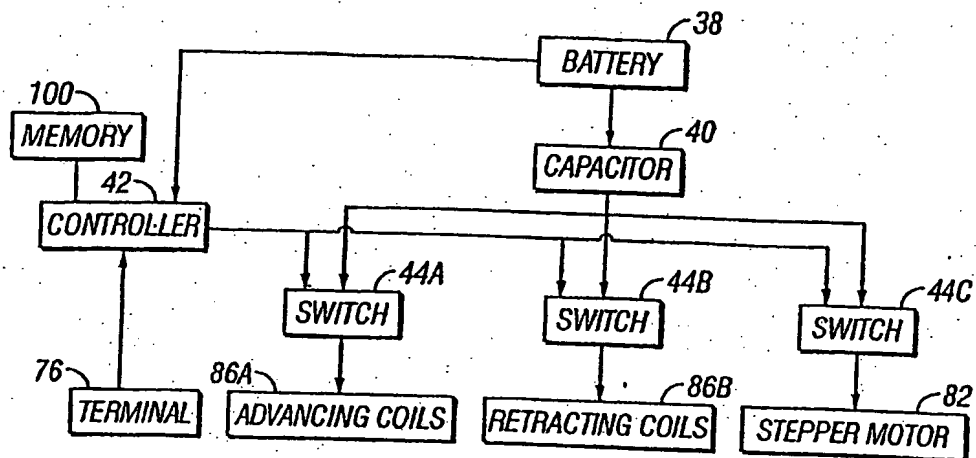 38
BATTERY
100
MEMORY
40
CAPACITOR
42
CONTROLLER
44A
SWITCH
44B
SWITCH
44C
SWITCH
76
TERMINAL
86A
ADVANCING COILS
86B
RETRACTING COILS
82
STEPPER MOTOR